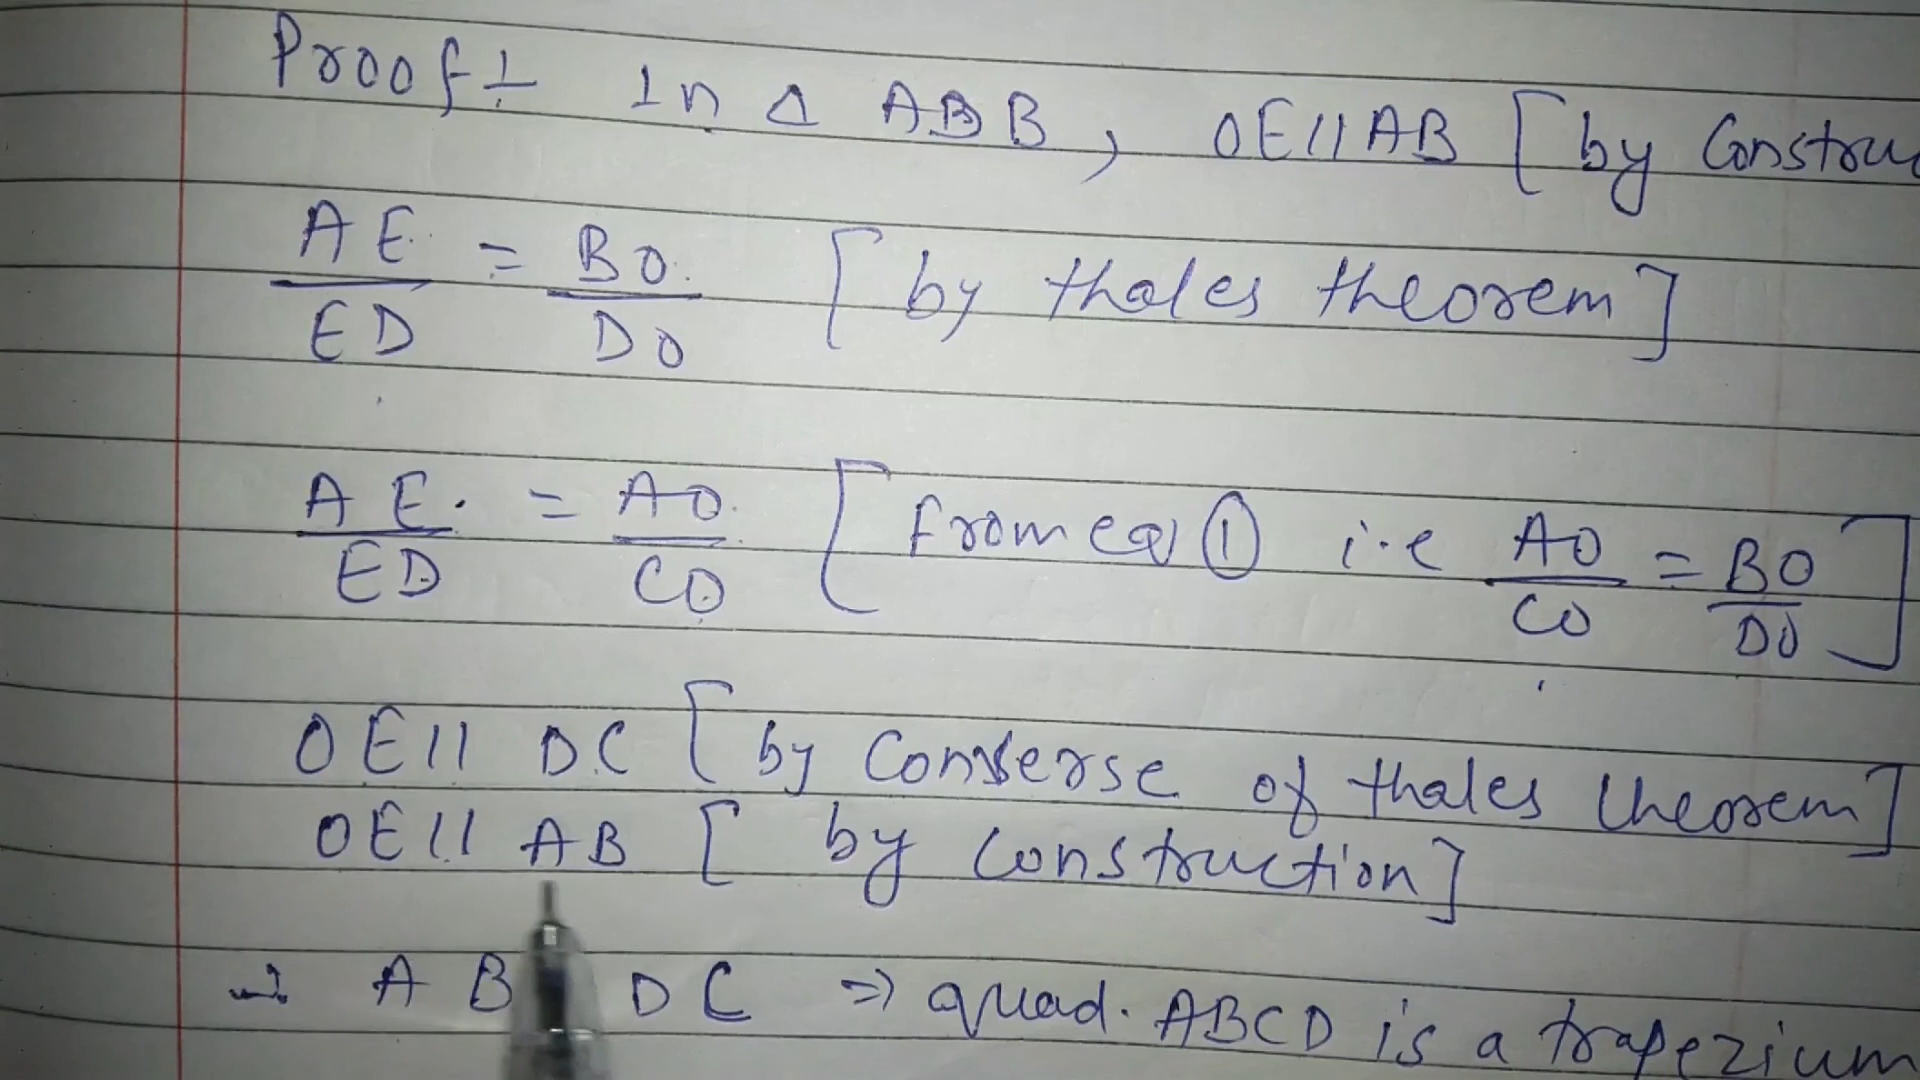 Proof:- In Δ ADB, OE||AB [by Constru
AE/ED = BO/DO [by thales theorem]
AE/ED = AO/CO [From eq ① i.e AO/CO = BO/DO]
OE|| DC [by Converse of thales theorem]
OE|| AB [by Construction]
→ AB DC ⇒ quad. ABCD is a trapezium